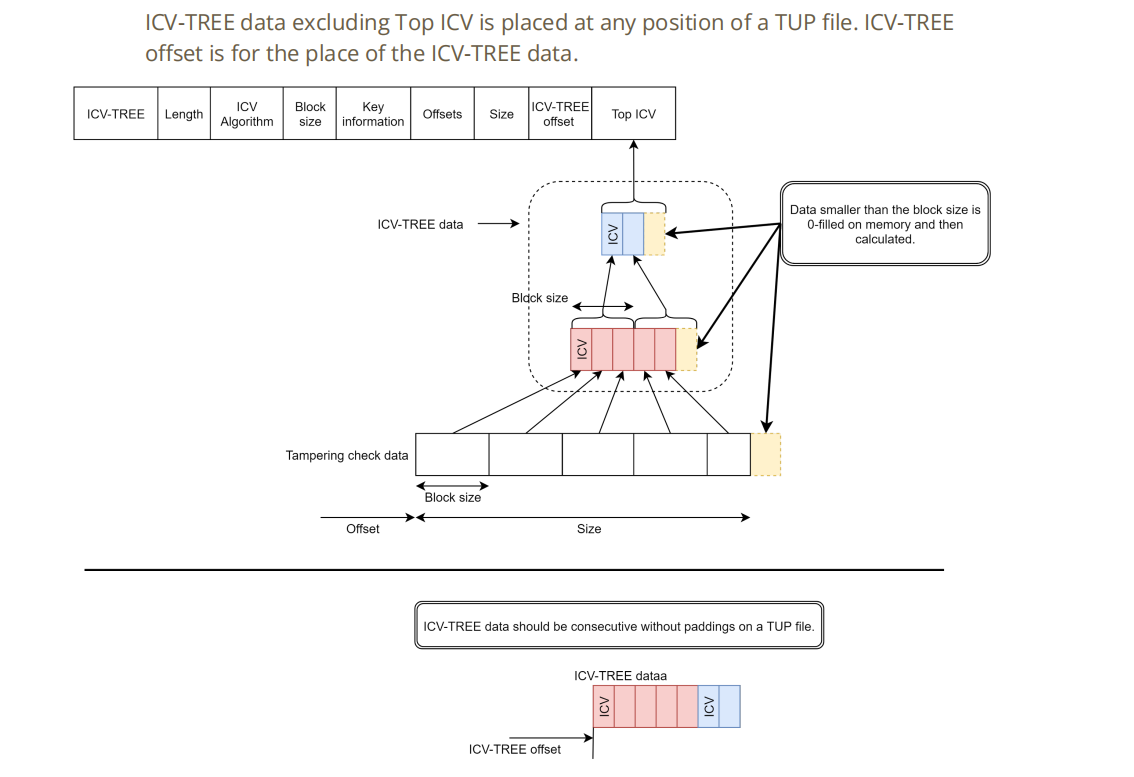 ICV-TREE data excluding Top ICV is placed at any position of a TUP file. ICV-TREE
offset is for the place of the ICV-TREE data.
ICV-TREE
Length
ICV
Algorithm
Block
size
Key
information
Offsets
Size
ICV-TREE
offset
Top ICV
ICV-TREE data
ICV
Data smaller than the block size is
0-filled on memory and then
calculated.
Block size
ICV
Tampering check data
Block size
Offset
Size
ICV-TREE data should be consecutive without paddings on a TUP file.
ICV-TREE dataa
ICV
ICV
ICV-TREE offset